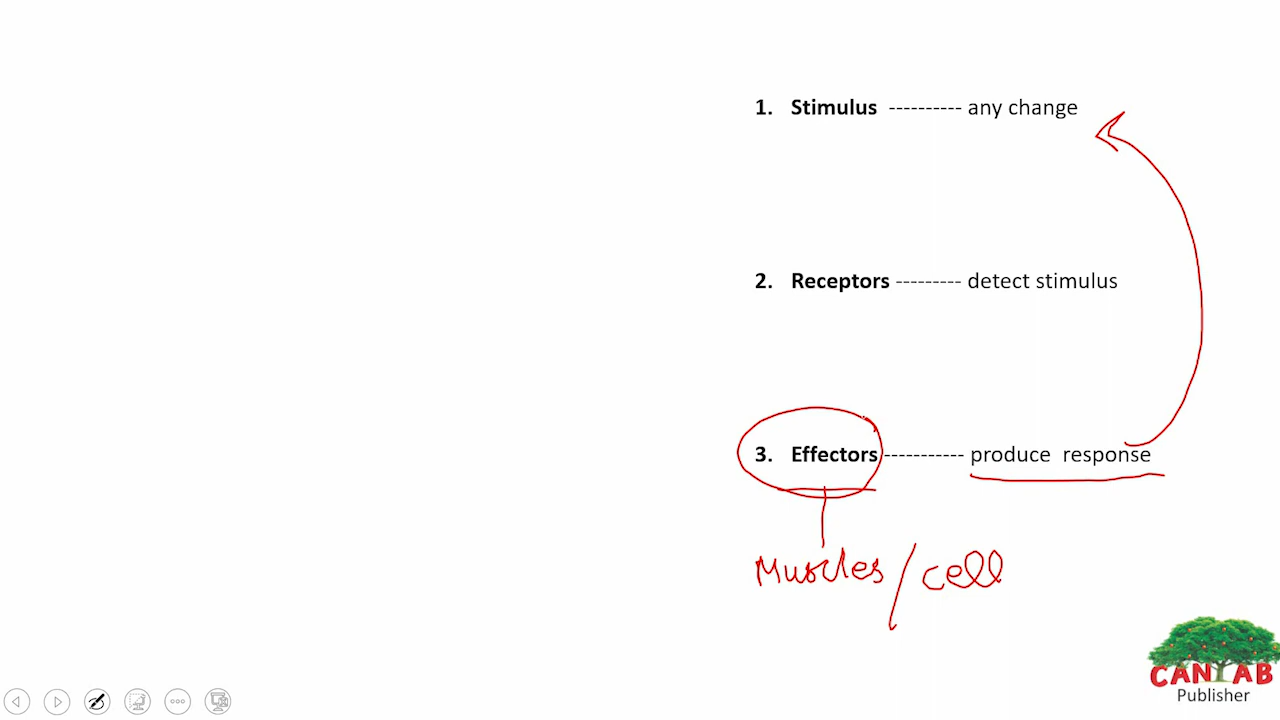 1. Stimulus ---------- any change
2. Receptors --------- detect stimulus
3. Effectors ----------- produce response
Muscles / cell
CANTAB
Publisher